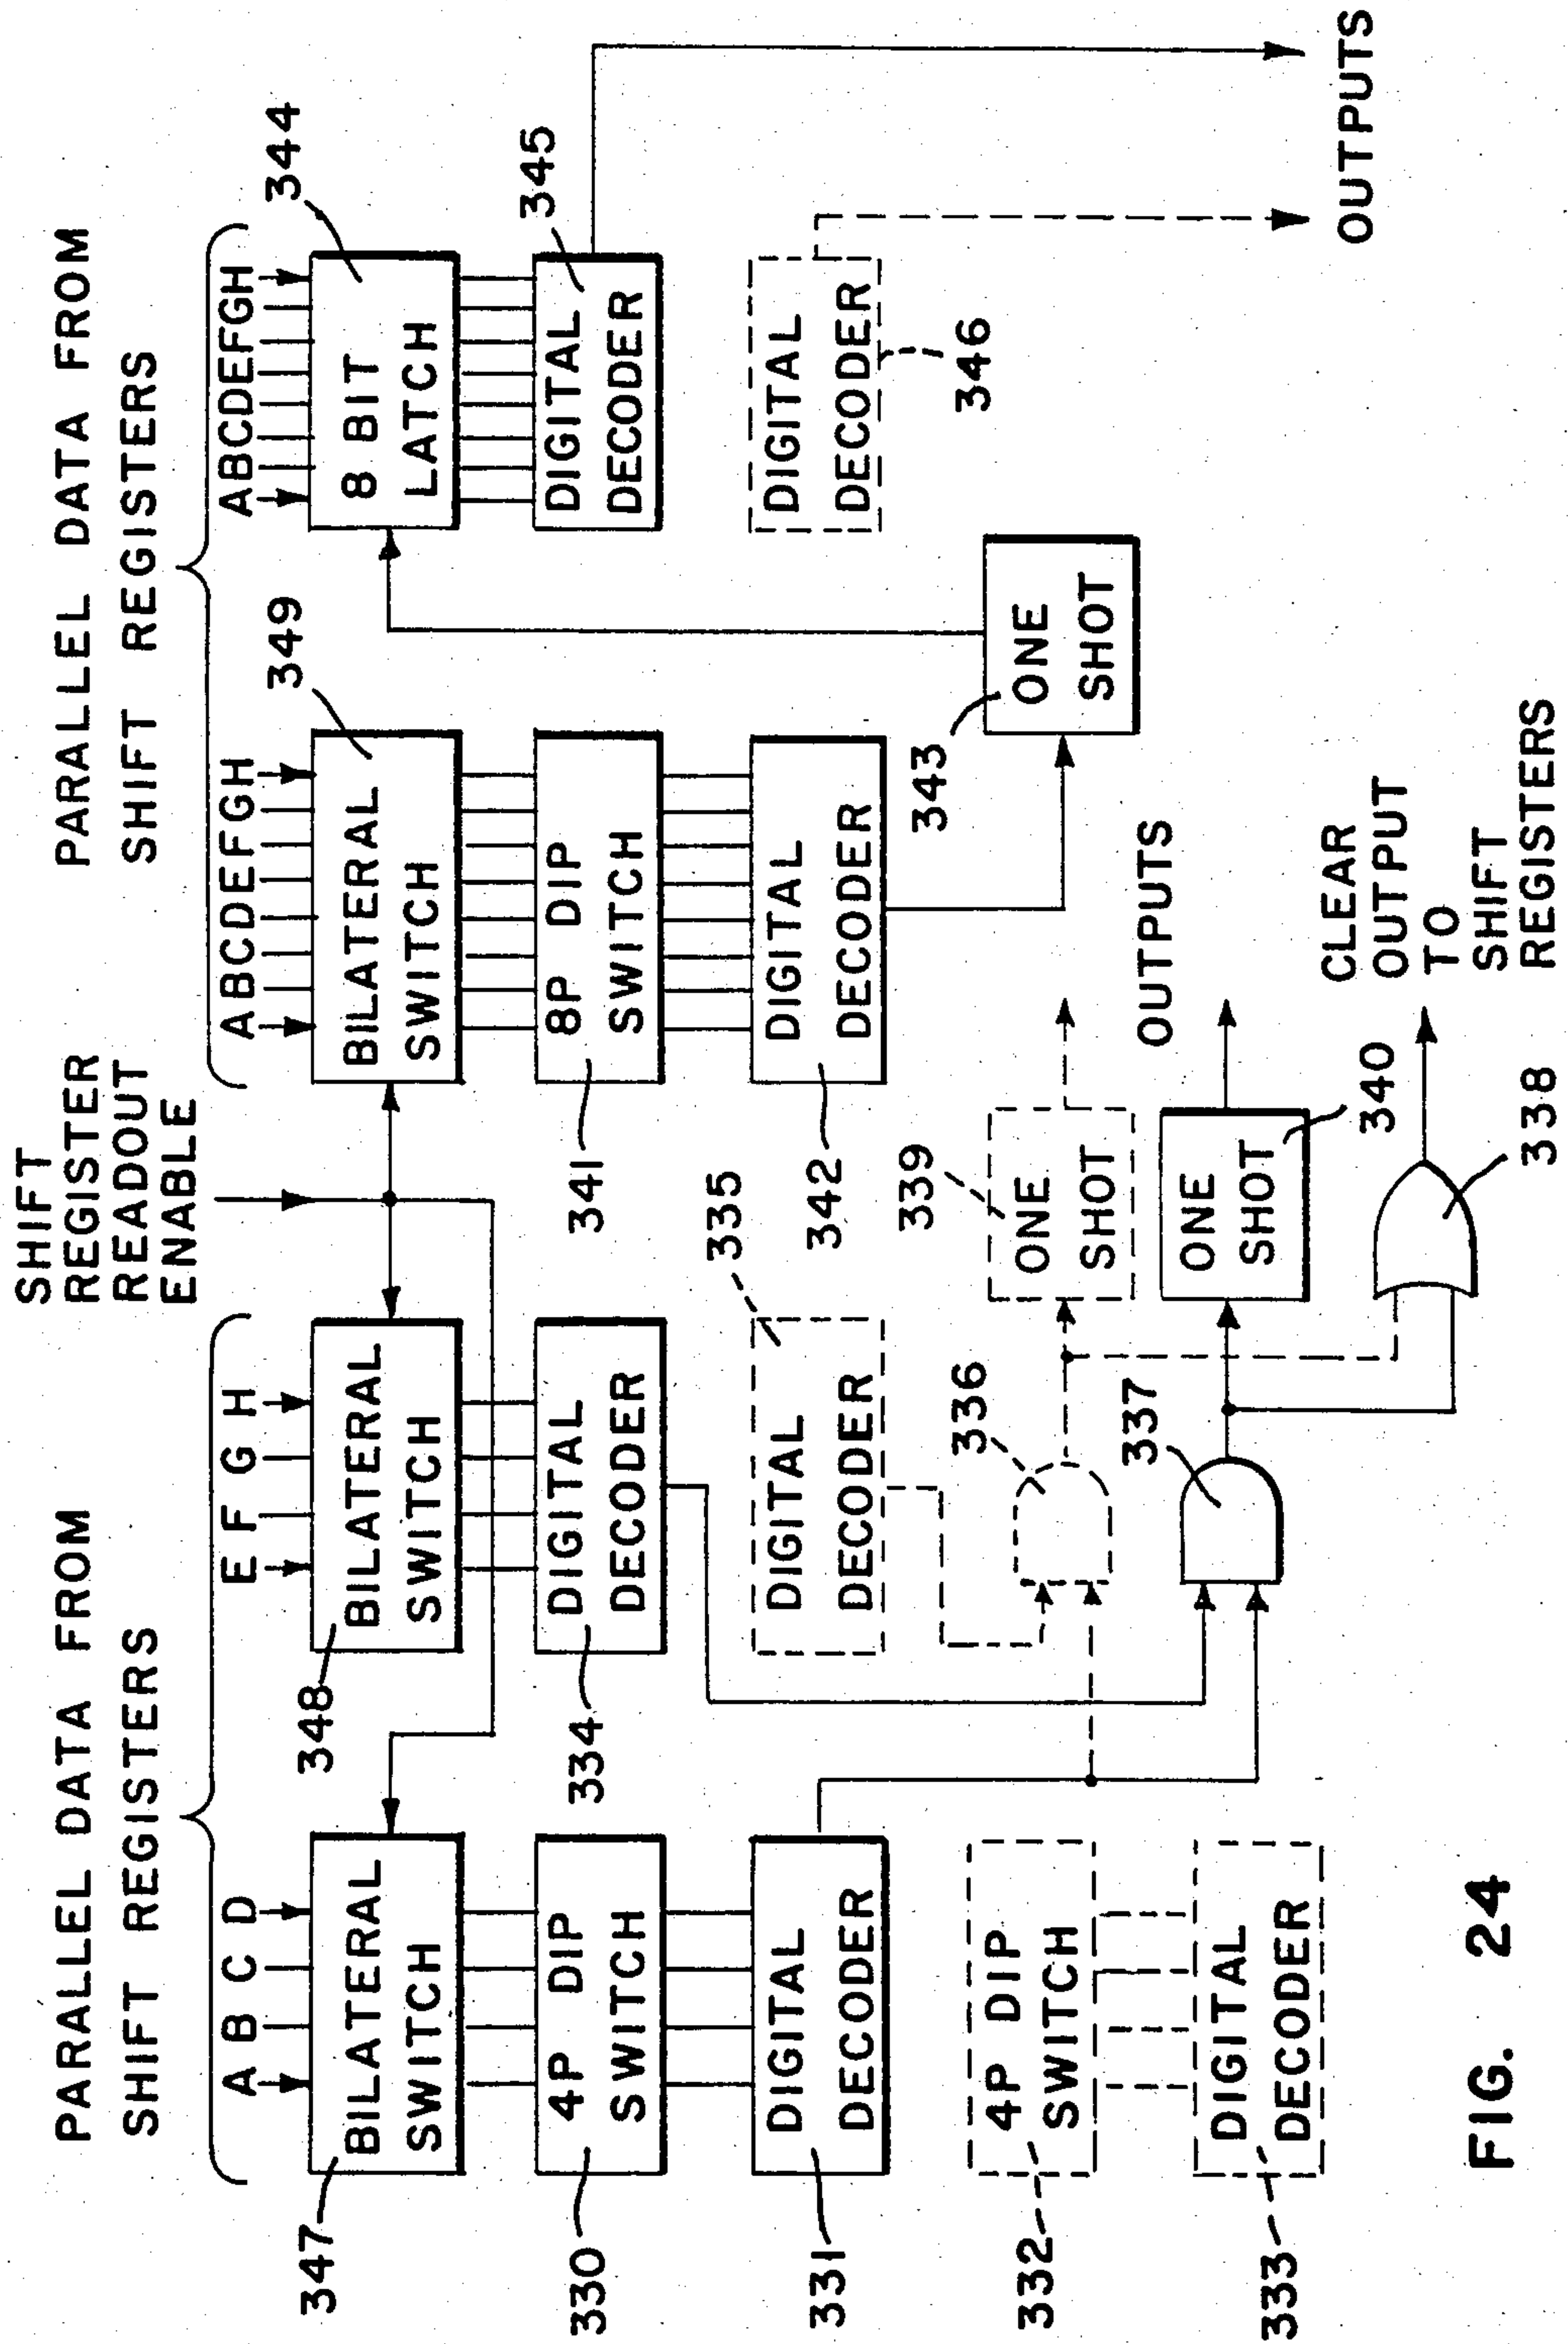 PARALLEL DATA FROM
SHIFT REGISTERS
SHIFT
REGISTER
READOUT
ENABLE
PARALLEL DATA FROM
SHIFT REGISTERS
A B C D
E F G H
A B C D E F G H
A B C D E F G H
347
BILATERAL
SWITCH
348
BILATERAL
SWITCH
349
BILATERAL
SWITCH
344
8 BIT
LATCH
330
4P DIP
SWITCH
334
DIGITAL
DECODER
341
8P DIP
SWITCH
345
DIGITAL
DECODER
331
DIGITAL
DECODER
335
DIGITAL
DECODER
342
DIGITAL
DECODER
346
DIGITAL
DECODER
332
4P DIP
SWITCH
336
339
ONE
SHOT
343
ONE
SHOT
OUTPUTS
333
DIGITAL
DECODER
337
340
ONE
SHOT
338
CLEAR
OUTPUT
TO
SHIFT
REGISTERS
OUTPUTS
FIG. 24